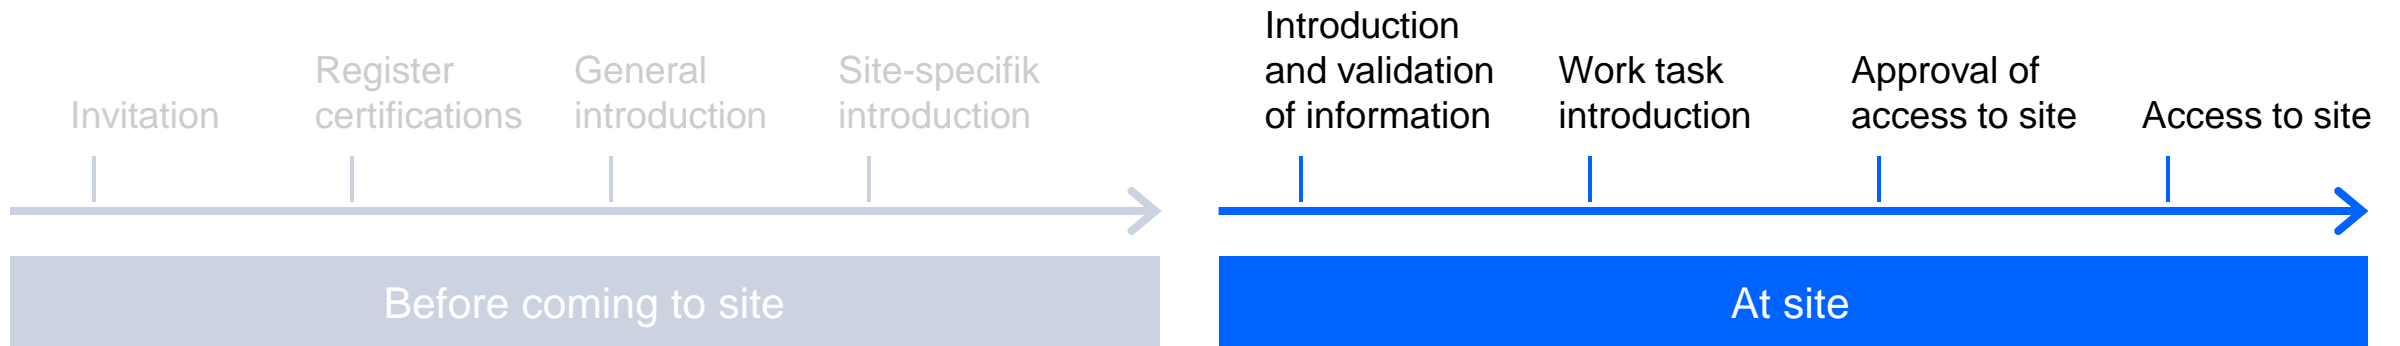 Invitation
Register
certifications
General
introduction
Site-specifik
introduction
Introduction
and validation
of information
Work task
introduction
Approval of
access to site
Access to site
Before coming to site
At site